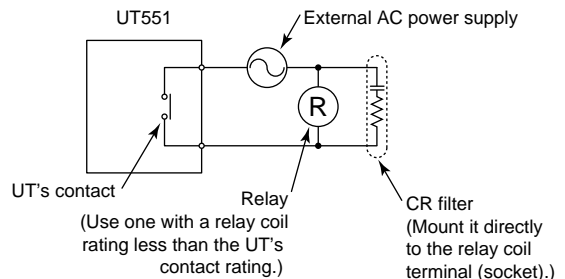 UT551
External AC power supply
R
UT's contact
Relay
(Use one with a relay coil
rating less than the UT's
contact rating.)
CR filter
(Mount it directly
to the relay coil
terminal (socket).)